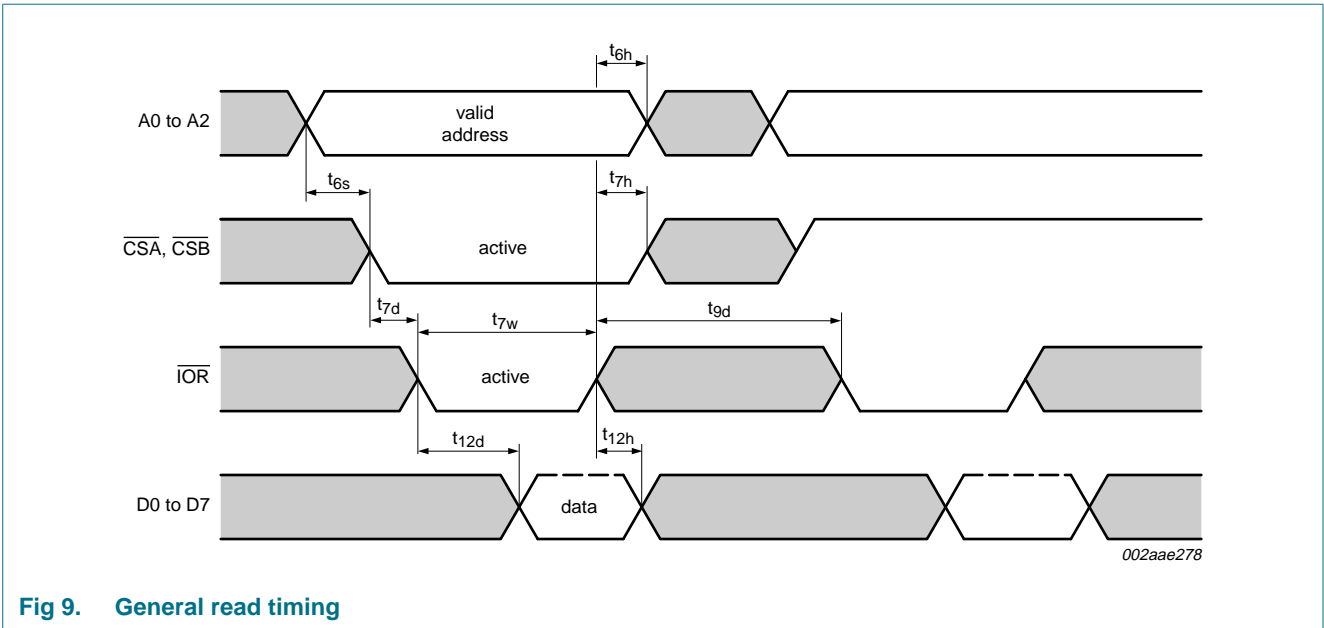 t6h
A0 to A2
valid
address
t6s
t7h
CSA, CSB
active
t7d
t7w
t9d
IOR
active
t12d
t12h
D0 to D7
data
002aae278
Fig 9. General read timing